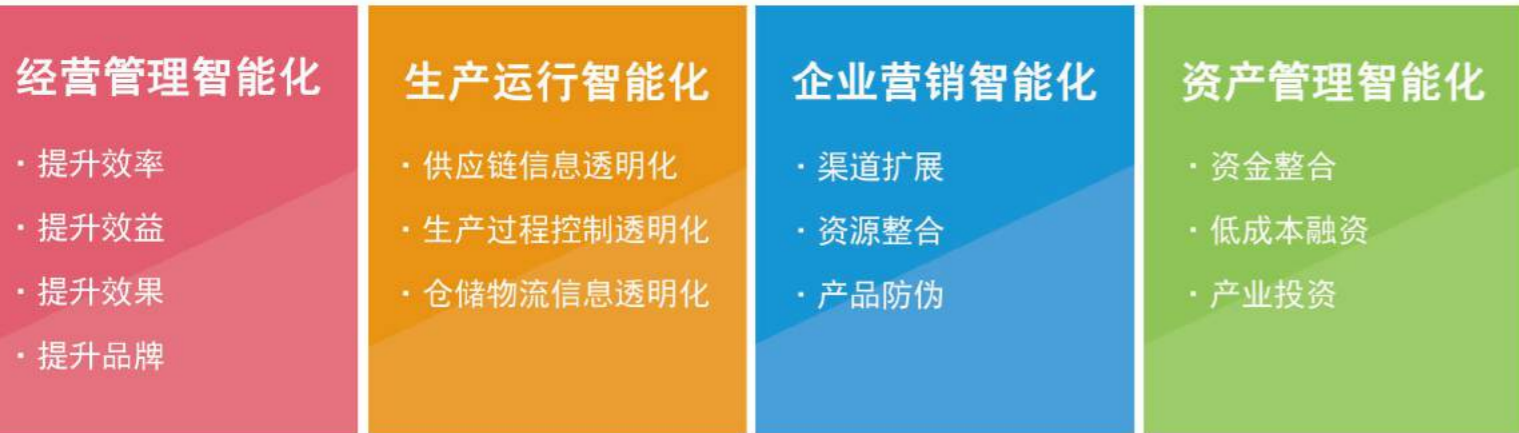 经营管理智能化
· 提升效率
· 提升效益
· 提升效果
· 提升品牌
生产运行智能化
· 供应链信息透明化
· 生产过程控制透明化
· 仓储物流信息透明化
企业营销智能化
· 渠道扩展
· 资源整合
· 产品防伪
资产管理智能化
· 资金整合
· 低成本融资
· 产业投资